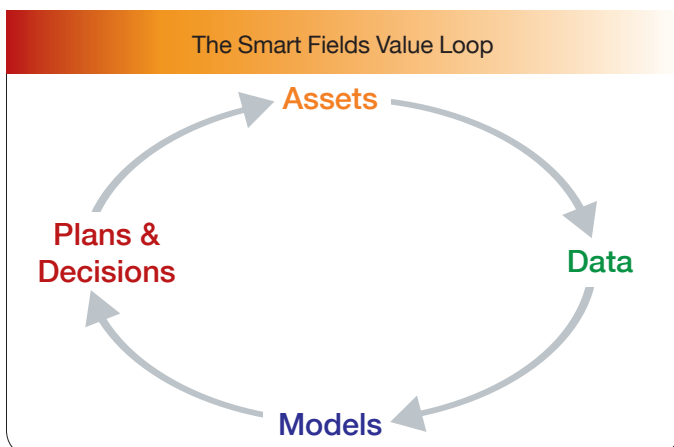 The Smart Fields Value Loop
Assets
Plans &
Decisions
Data
Models